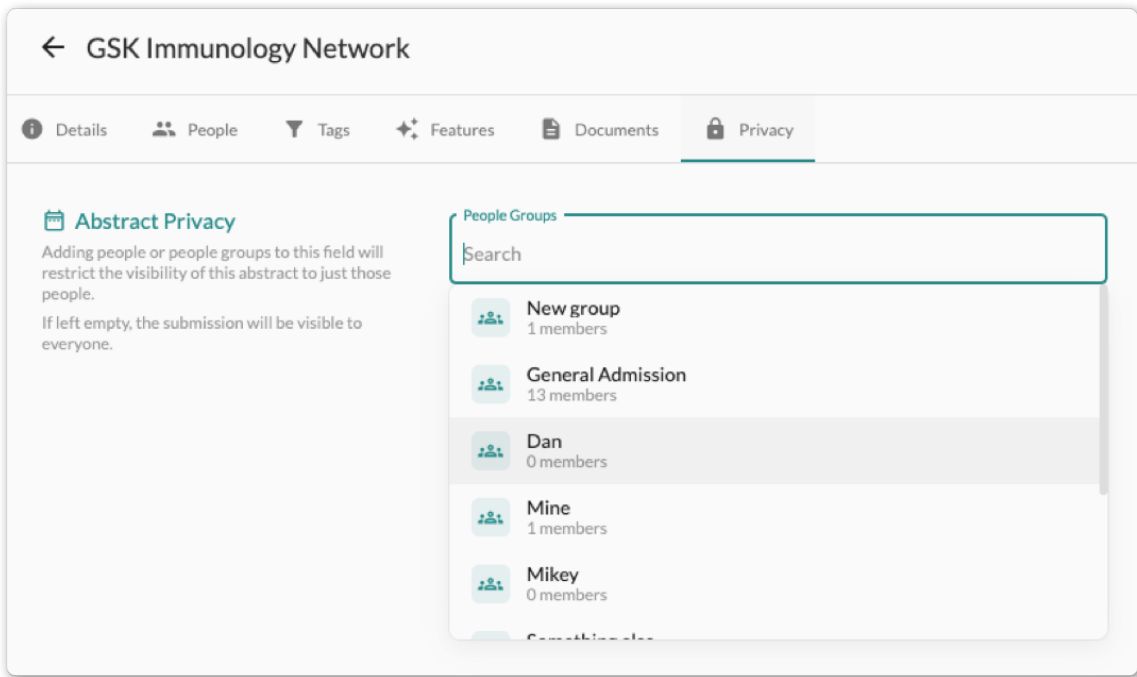 GSK Immunology Network
Details
People
Tags
Features
Documents
Privacy
Abstract Privacy
Adding people or people groups to this field will
restrict the visibility of this abstract to just those
people.
If left empty, the submission will be visible to
everyone.
People Groups
Search
New group
1 members
General Admission
13 members
Dan
0 members
Mine
1 members
Mikey
0 members
Something else